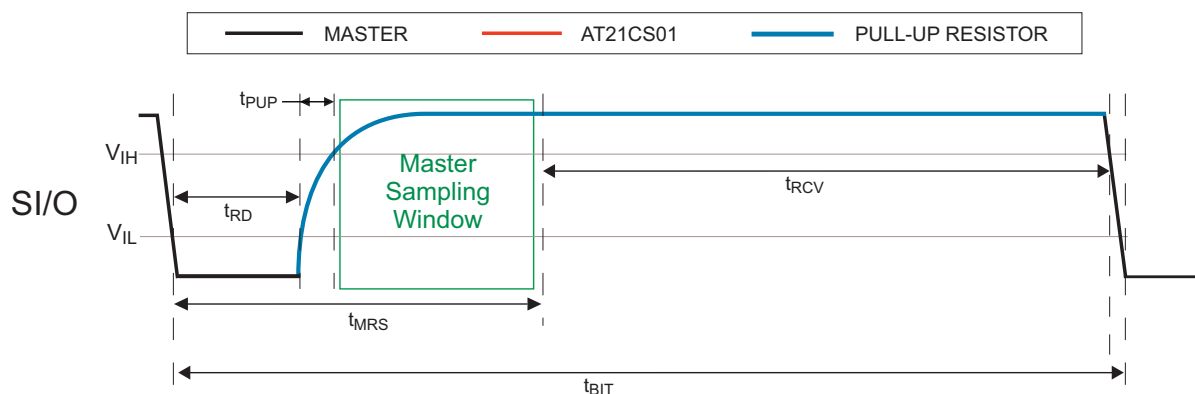 MASTER AT21CS01 PULL-UP RESISTOR
tPUP
VIH
Master
Sampling
Window
tRCV
SI/O
tRD
VIL
tMRS
tBIT